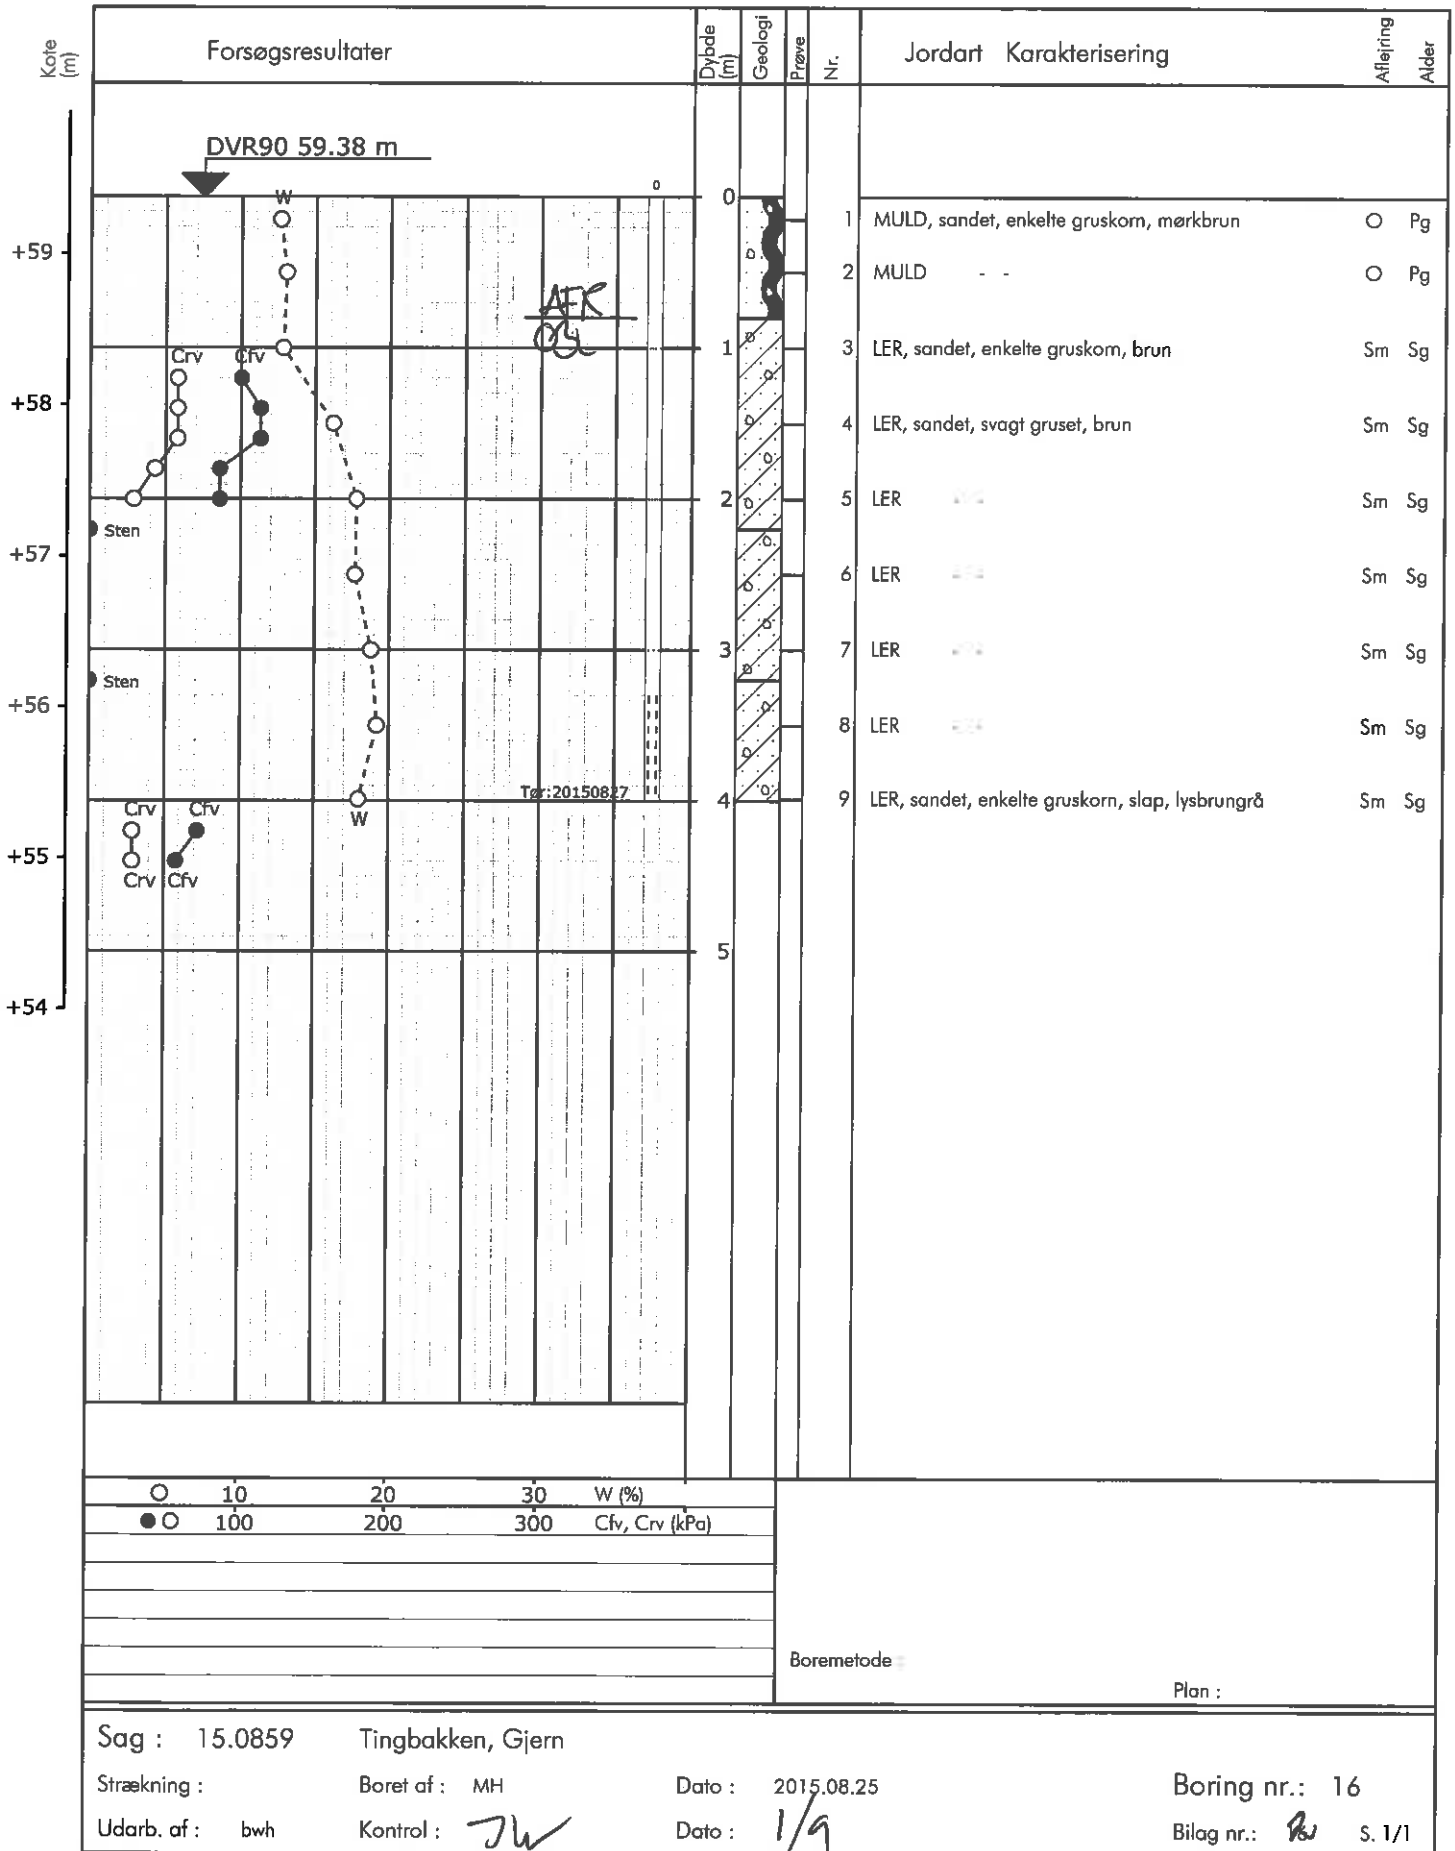 Kote (m)
Forsøgsresultater
Dybde (m)
Geologi
Prøve
Nr.
Jordart Karakterisering
Aflejring
Alder
DVR90 59.38 m
W
0
0
1 MULD, sandet, enkelte gruskorn, mørkbrun O Pg
+59
2 MULD - - O Pg
AFR
OSL
1
3 LER, sandet, enkelte gruskorn, brun Sm Sg
Crv Cfv
+58
4 LER, sandet, svagt gruset, brun Sm Sg
2
5 LER Sm Sg
Sten
+57
6 LER Sm Sg
3
7 LER Sm Sg
Sten
+56
8 LER Sm Sg
Tør:20150827
4
9 LER, sandet, enkelte gruskorn, slap, lysbrungrå Sm Sg
Crv Cfv
W
+55
Crv Cfv
5
+54
10 20 30 W (%)
100 200 300 Cfv, Crv (kPa)
Boremetode
Plan :
Sag : 15.0859 Tingbakken, Gjern
Strækning : Boret af : MH Dato : 2015.08.25 Boring nr.: 16
Udarb. af : bwh Kontrol : JW Dato : 1/9 Bilag nr.: S. 1/1